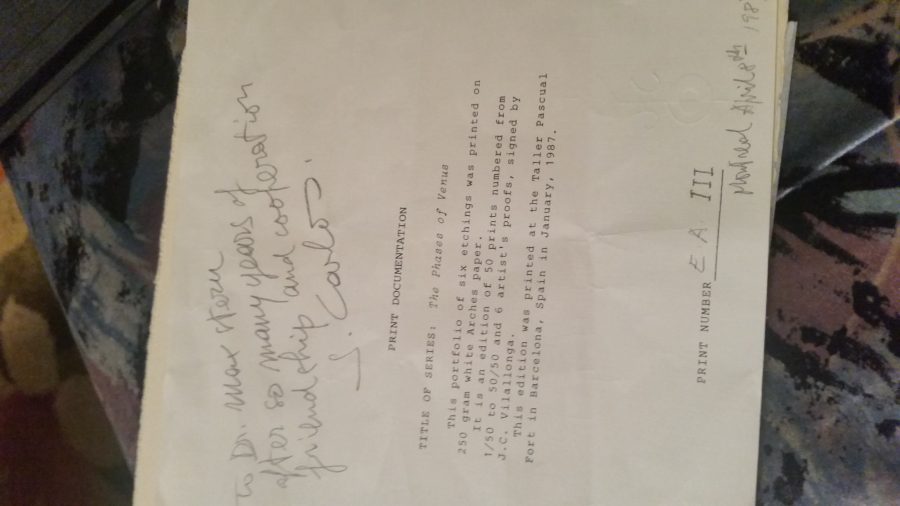 to Dr. Max Stern
after so many years of
friendship and cooperation
J. Carlos.
PRINT DOCUMENTATION
TITLE OF SERIES: The Phases of Venus
This portfolio of six etchings was printed on
250 gram white Arches paper.
It is an edition of 50 prints numbered from
1/50 to 50/50 and 6 artist's proofs, signed by
J.C. Vilallonga.
This edition was printed at the Taller Pascual
Fort in Barcelona, Spain in January, 1987.
PRINT NUMBER E A III
Montreal April 8th